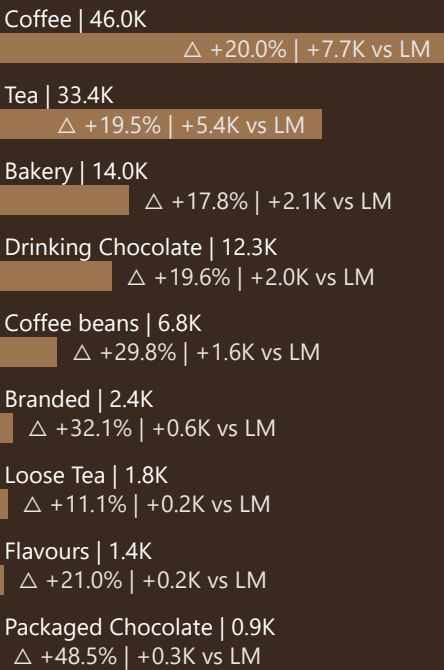 Coffee | 46.0K
△ +20.0% | +7.7K vs LM
Tea | 33.4K
△ +19.5% | +5.4K vs LM
Bakery | 14.0K
△ +17.8% | +2.1K vs LM
Drinking Chocolate | 12.3K
△ +19.6% | +2.0K vs LM
Coffee beans | 6.8K
△ +29.8% | +1.6K vs LM
Branded | 2.4K
△ +32.1% | +0.6K vs LM
Loose Tea | 1.8K
△ +11.1% | +0.2K vs LM
Flavours | 1.4K
△ +21.0% | +0.2K vs LM
Packaged Chocolate | 0.9K
△ +48.5% | +0.3K vs LM